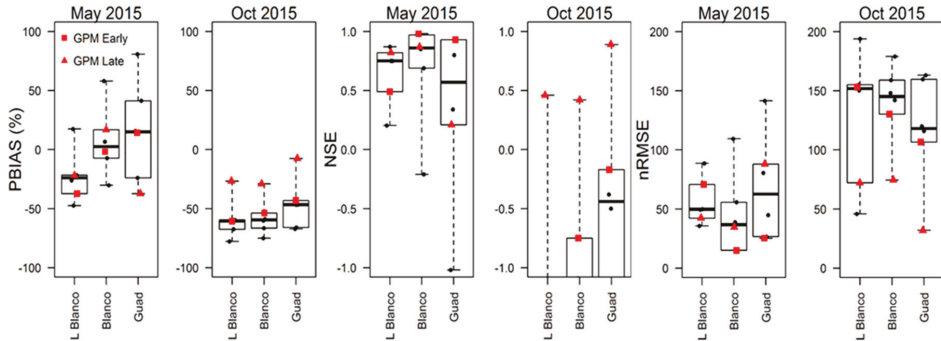 May 2015
Oct 2015
May 2015
Oct 2015
May 2015
Oct 2015
PBIAS (%)
100
50
0
-50
-100
GPM Early
GPM Late
L Blanco
Blanco
Guad
100
50
0
-50
-100
L Blanco
Blanco
Guad
NSE
1.0
0.5
0.0
-0.5
-1.0
L Blanco
Blanco
Guad
1.0
0.5
0.0
-0.5
-1.0
L Blanco
Blanco
Guad
nRMSE
200
150
100
50
0
L Blanco
Blanco
Guad
200
150
100
50
0
L Blanco
Blanco
Guad